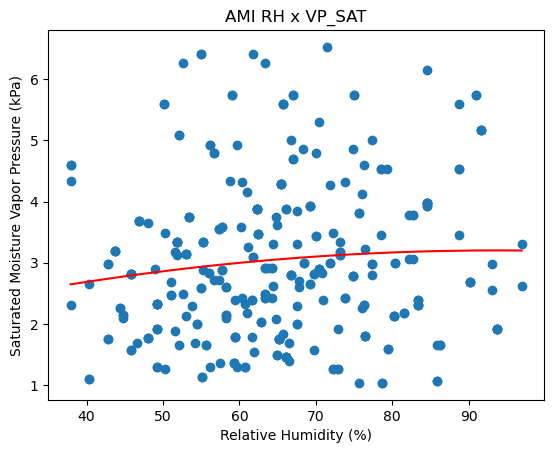 AMI RH x VP_SAT
Saturated Moisture Vapor Pressure (kPa)
6
5
4
3
2
1
40 50 60 70 80 90
Relative Humidity (%)